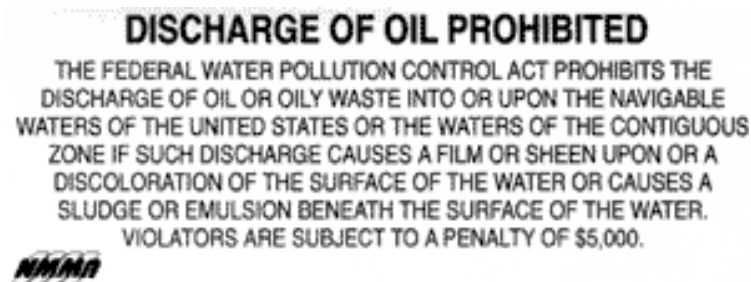 DISCHARGE OF OIL PROHIBITED
THE FEDERAL WATER POLLUTION CONTROL ACT PROHIBITS THE
DISCHARGE OF OIL OR OILY WASTE INTO OR UPON THE NAVIGABLE
WATERS OF THE UNITED STATES OR THE WATERS OF THE CONTIGUOUS
ZONE IF SUCH DISCHARGE CAUSES A FILM OR SHEEN UPON OR A
DISCOLORATION OF THE SURFACE OF THE WATER OR CAUSES A
SLUDGE OR EMULSION BENEATH THE SURFACE OF THE WATER.
VIOLATORS ARE SUBJECT TO A PENALTY OF $5,000.
NMMA